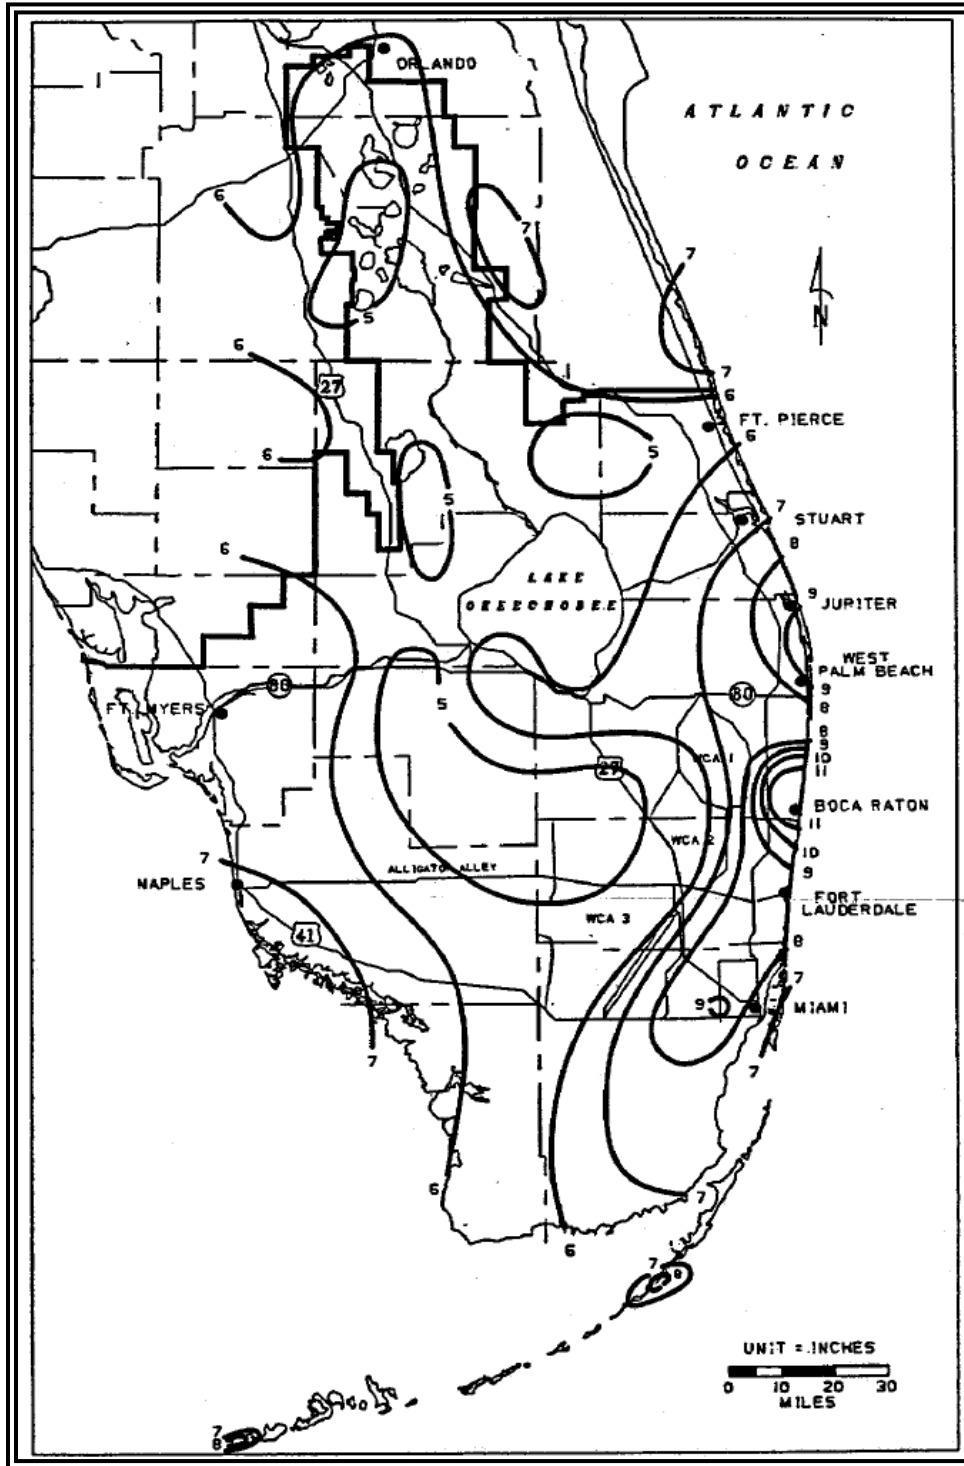 ORLANDO
ATLANTIC
OCEAN
6
7
7
5
N
6
27
7
6
FT. PIERCE
6
5
6
5
7
STUART
8
6
LAKE
OKEECHOBEE
9
JUPITER
WEST
PALM BEACH
80
80
9
8
FT. MYERS
5
8
9
WCA 1
10
27
11
BOCA RATON
11
WCA 2
10
7
ALLIGATOR ALLEY
9
NAPLES
FORT
LAUDERDALE
WCA 3
41
8
7
9
MIAMI
7
7
6
7
6
7
8
UNIT = INCHES
0 10 20 30
MILES
7
8